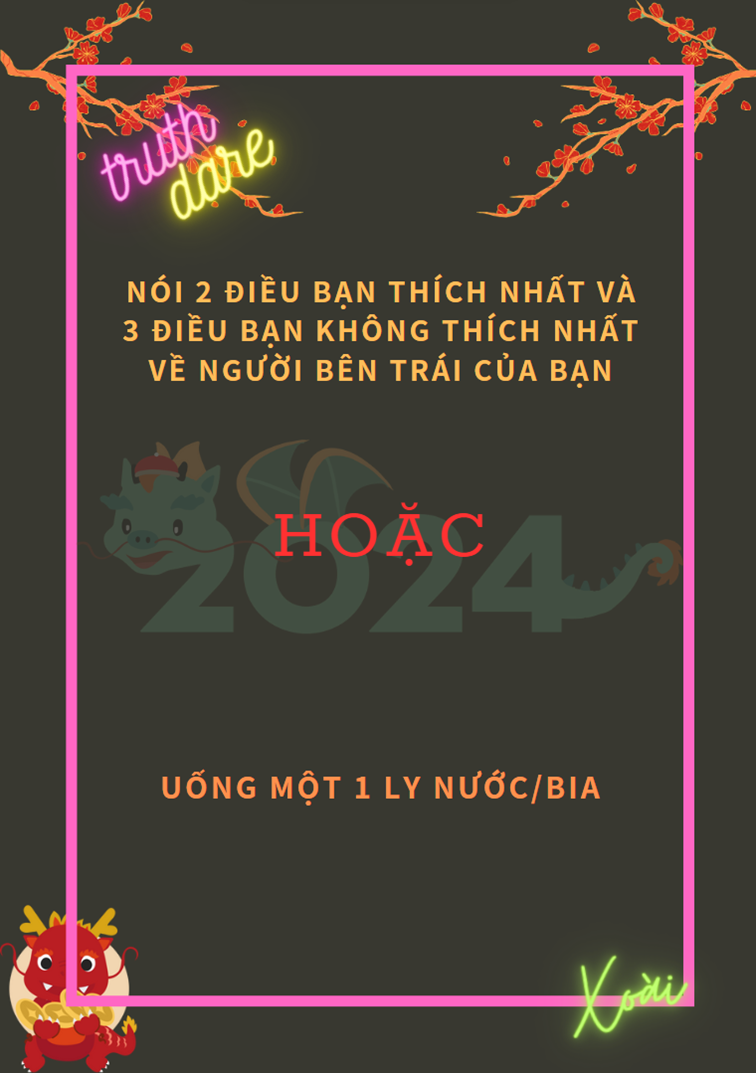 truth
dare
NÓI 2 ĐIỀU BẠN THÍCH NHẤT VÀ
3 ĐIỀU BẠN KHÔNG THÍCH NHẤT
VỀ NGƯỜI BÊN TRÁI CỦA BẠN
2024
HOẶC
UỐNG MỘT 1 LY NƯỚC/BIA
Xoài